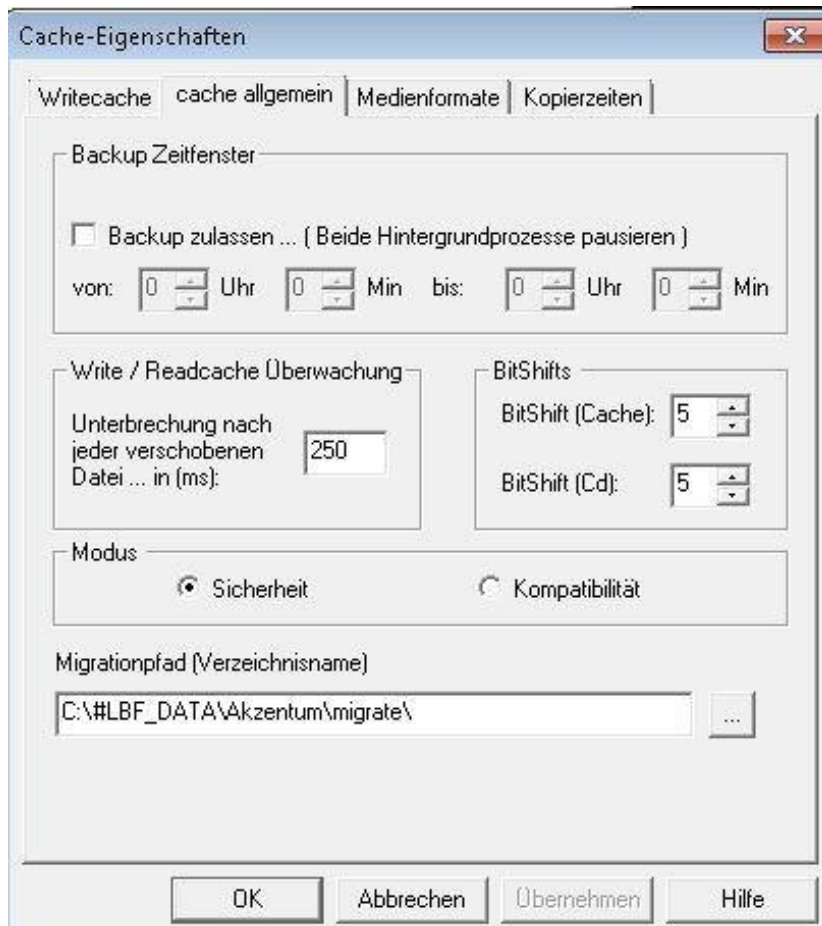 Cache-Eigenschaften
Writecache cache allgemein Medienformate Kopierzeiten
Backup Zeitfenster
Backup zulassen ... ( Beide Hintergrundprozesse pausieren )
von: 0 Uhr 0 Min bis: 0 Uhr 0 Min
Write / Readcache Überwachung
Unterbrechung nach
jeder verschobenen
Datei ... in (ms):
250
BitShifts
BitShift (Cache): 5
BitShift (Cd): 5
Modus
Sicherheit Kompatibilität
Migrationpfad (Verzeichnisname)
C:\#LBF_DATA\Akzentum\migrate\
...
OK Abbrechen Übernehmen Hilfe